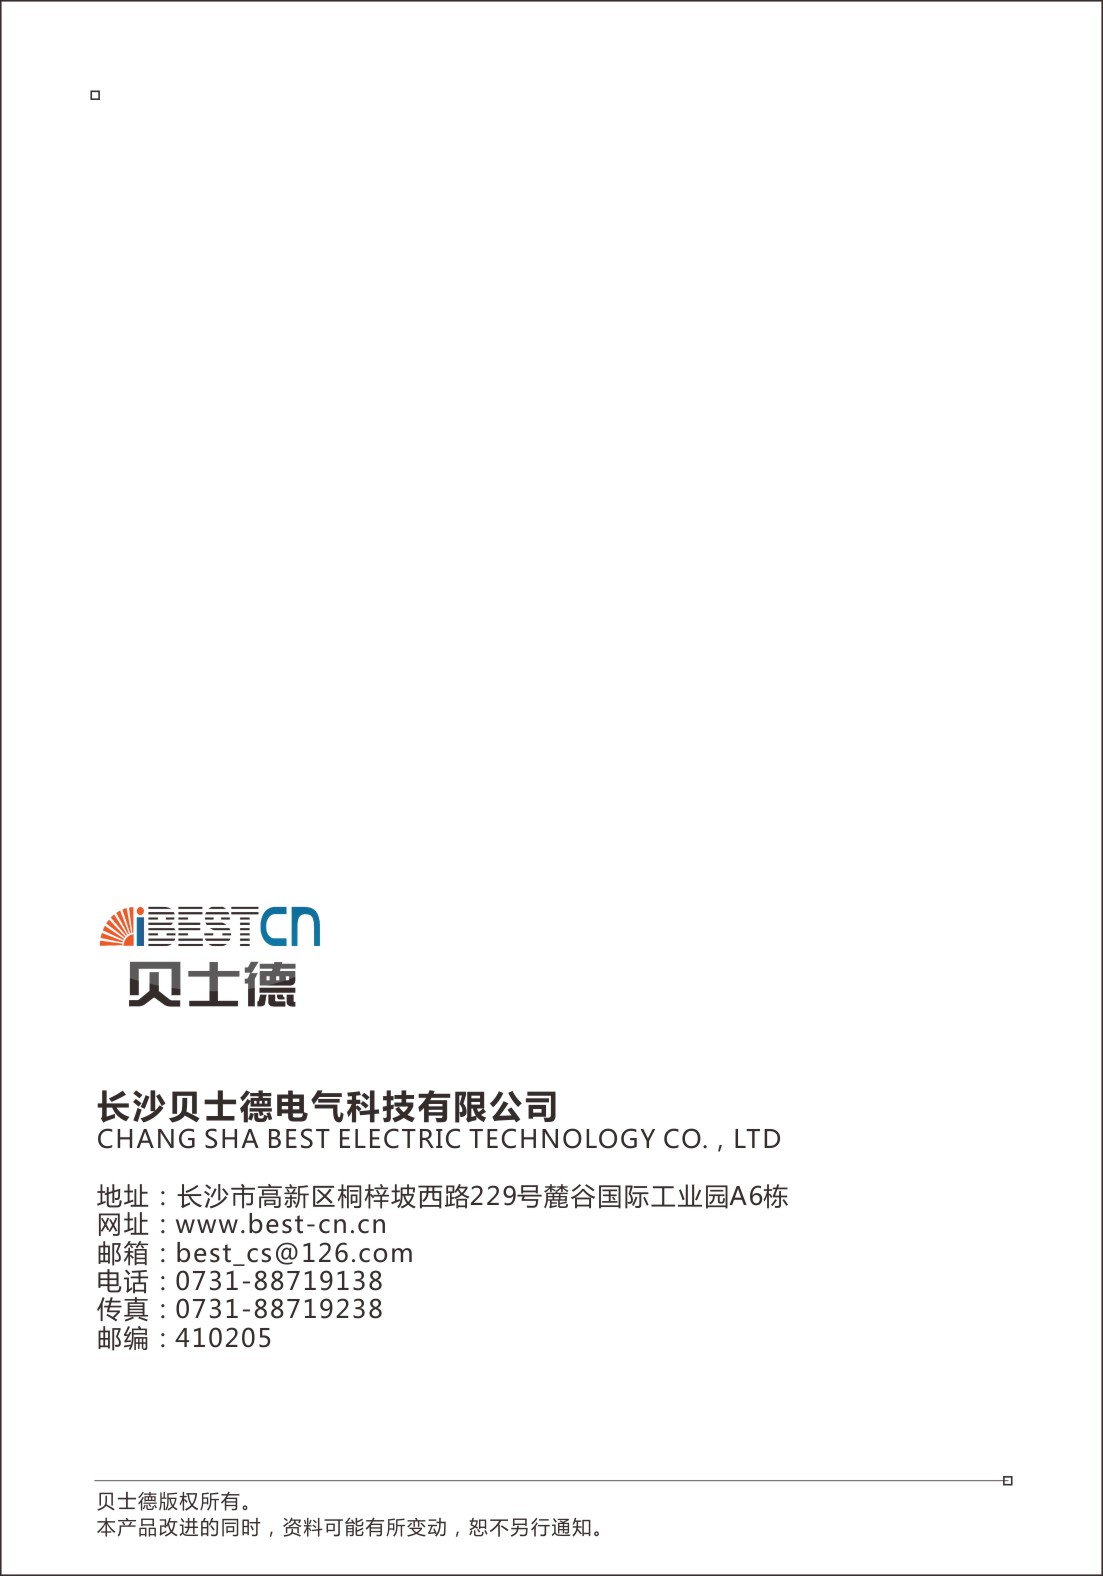 iBESTCN
贝士德
长沙贝士德电气科技有限公司
CHANG SHA BEST ELECTRIC TECHNOLOGY CO. , LTD
地址：长沙市高新区桐梓坡西路229号麓谷国际工业园A6栋
网址：www.best-cn.cn
邮箱：best_cs@126.com
电话：0731-88719138
传真：0731-88719238
邮编：410205
贝士德版权所有。
本产品改进的同时，资料可能有所变动，恕不另行通知。